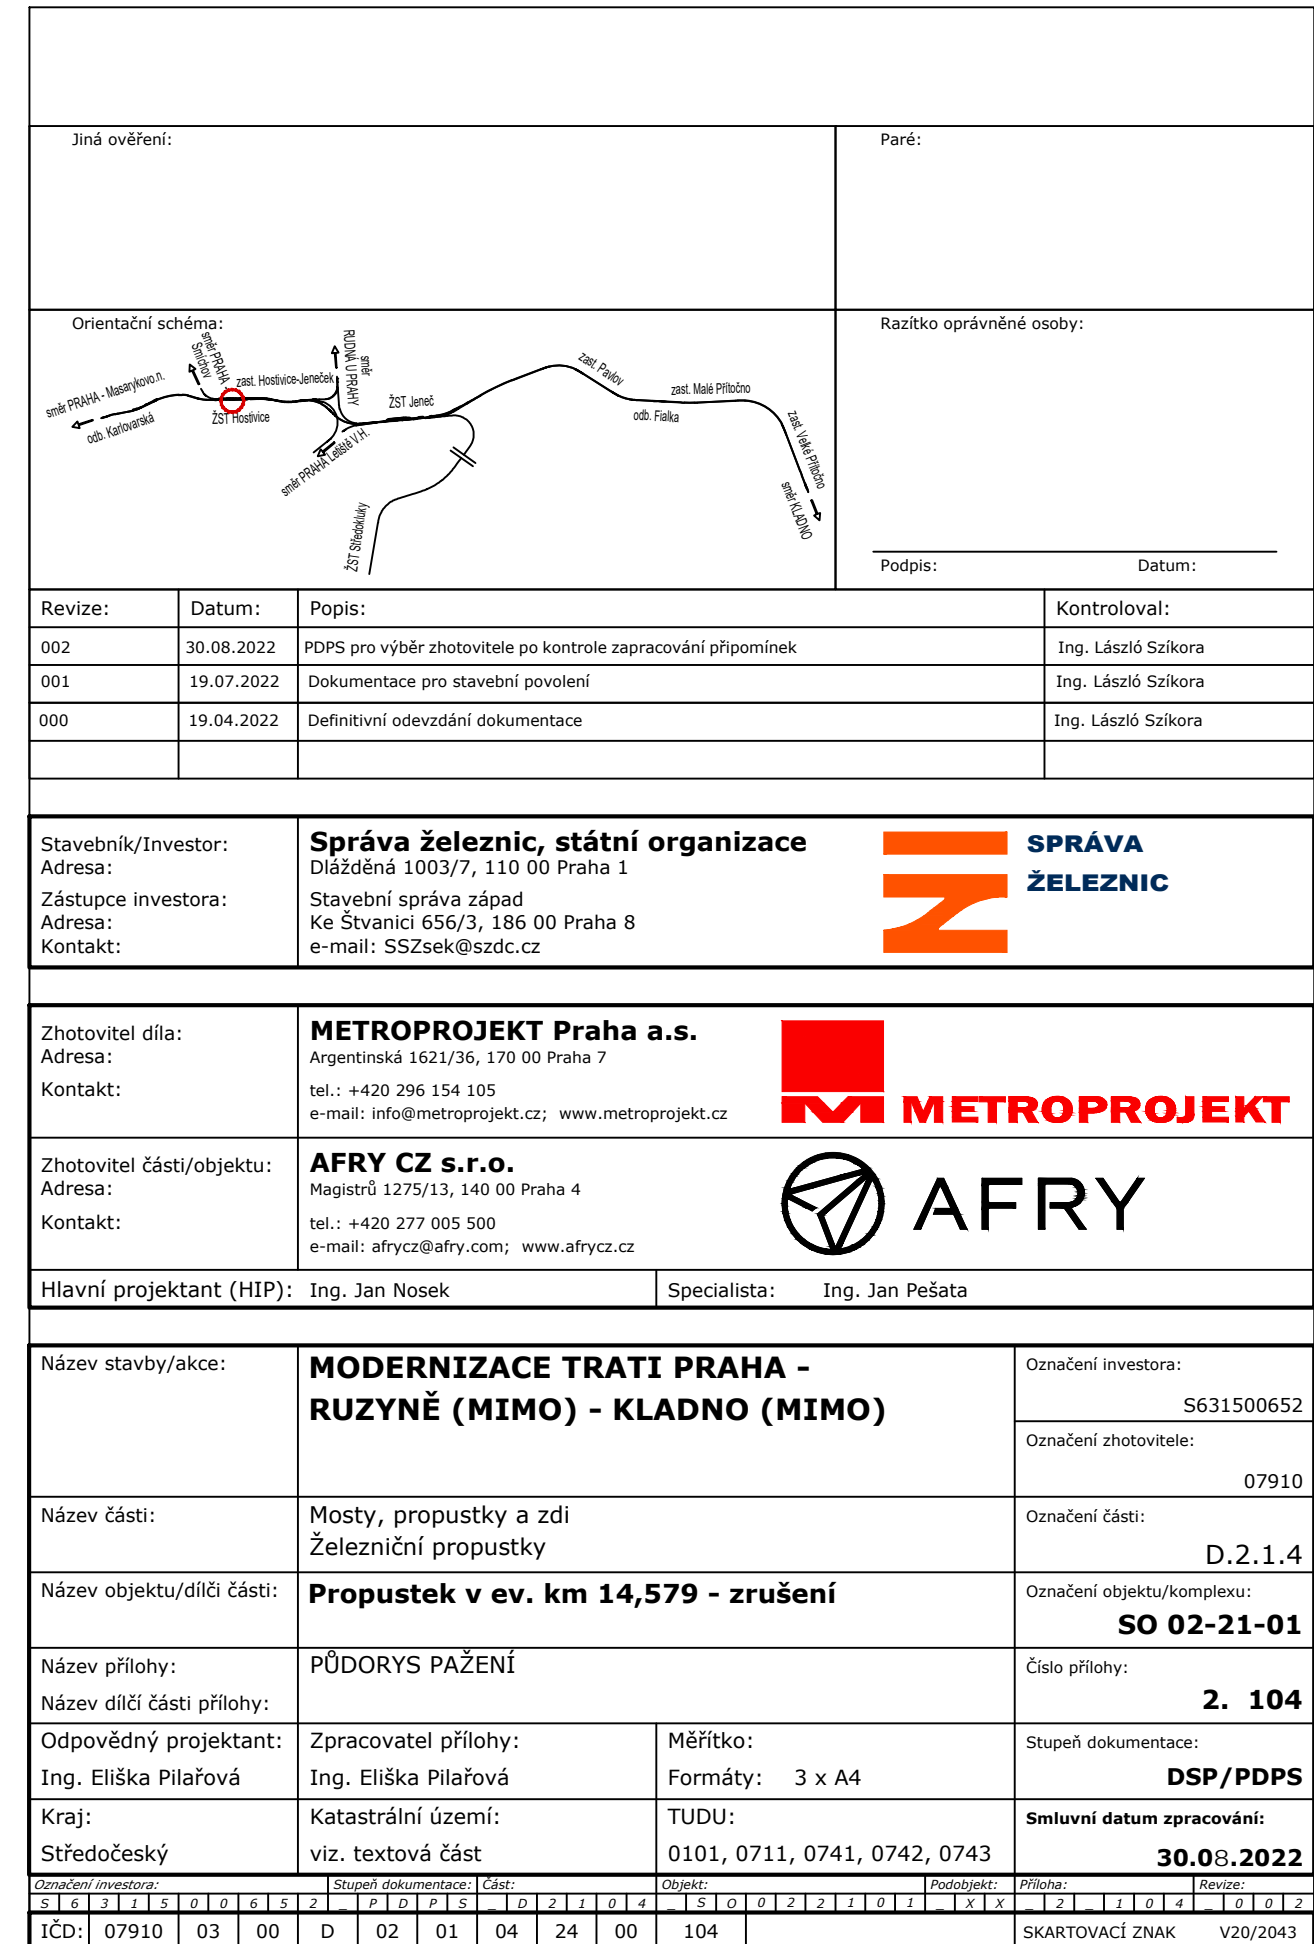 Jiná ověření:
Paré:
Orientační schéma:
Razítko oprávněné osoby:
směr PRAHA - Masarykovo.n.
odb. Karlovarská
směr PRAHA
Smíchov
zast. Hostivice-Jeneček
ŽST Hostivice
směr
RUDNÁ U PRAHY
směr PRAHA Letiště V.H.
ŽST Jeneč
ŽST Středokluky
zast. Pavlov
odb. Fialka
zast. Malé Přítočno
zast. Velké Přítočno
směr KLADNO
Podpis:
Datum:
Revize: Datum: Popis: Kontroloval:
002 30.08.2022 PDPS pro výběr zhotovitele po kontrole zapracování připomínek Ing. László Szíkora
001 19.07.2022 Dokumentace pro stavební povolení Ing. László Szíkora
000 19.04.2022 Definitivní odevzdání dokumentace Ing. László Szíkora
Stavebník/Investor: Správa železnic, státní organizace
Adresa: Dlážděná 1003/7, 110 00 Praha 1
Zástupce investora: Stavební správa západ
Adresa: Ke Štvanici 656/3, 186 00 Praha 8
Kontakt: e-mail: SSZsek@szdc.cz
SPRÁVA
ŽELEZNIC
Zhotovitel díla: METROPROJEKT Praha a.s.
Adresa: Argentinská 1621/36, 170 00 Praha 7
Kontakt: tel.: +420 296 154 105
e-mail: info@metroprojekt.cz; www.metroprojekt.cz
METROPROJEKT
Zhotovitel části/objektu: AFRY CZ s.r.o.
Adresa: Magistrů 1275/13, 140 00 Praha 4
Kontakt: tel.: +420 277 005 500
e-mail: afrycz@afry.com; www.afrycz.cz
AFRY
Hlavní projektant (HIP): Ing. Jan Nosek Specialista: Ing. Jan Pešata
Název stavby/akce: MODERNIZACE TRATI PRAHA -
RUZYNĚ (MIMO) - KLADNO (MIMO)
Označení investora:
S631500652
Označení zhotovitele:
07910
Název části: Mosty, propustky a zdi
Železniční propustky
Označení části:
D.2.1.4
Název objektu/dílči části: Propustek v ev. km 14,579 - zrušení
Označení objektu/komplexu:
SO 02-21-01
Název přílohy: PŮDORYS PAŽENÍ
Název dílčí části přílohy:
Číslo přílohy:
2. 104
Odpovědný projektant: Zpracovatel přílohy: Měřítko: Stupeň dokumentace:
Ing. Eliška Pilařová Ing. Eliška Pilařová Formáty: 3 x A4 DSP/PDPS
Kraj: Katastrální území: TUDU: Smluvní datum zpracování:
Středočeský viz. textová část 0101, 0711, 0741, 0742, 0743 30.08.2022
Označení investora: Stupeň dokumentace: Část: Objekt: Podobjekt: Příloha: Revize:
S 6 3 1 5 0 0 6 5 2 _ P D P S _ D 2 1 0 4 _ S O 0 2 2 1 0 1 _ X X _ 2 _ 1 0 4 _ 0 0 2
IČD: 07910 03 00 D 02 01 04 24 00 104 SKARTOVACÍ ZNAK V20/2043